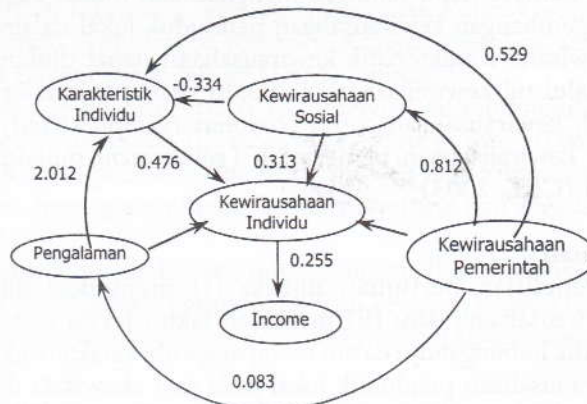 0.529
-0.334
Karakteristik
Individu
Kewirausahaan
Sosial
2.012
0.476
0.313
0.812
Kewirausahaan
Individu
Pengalaman
Kewirausahaan
Pemerintah
0.255
Income
0.083